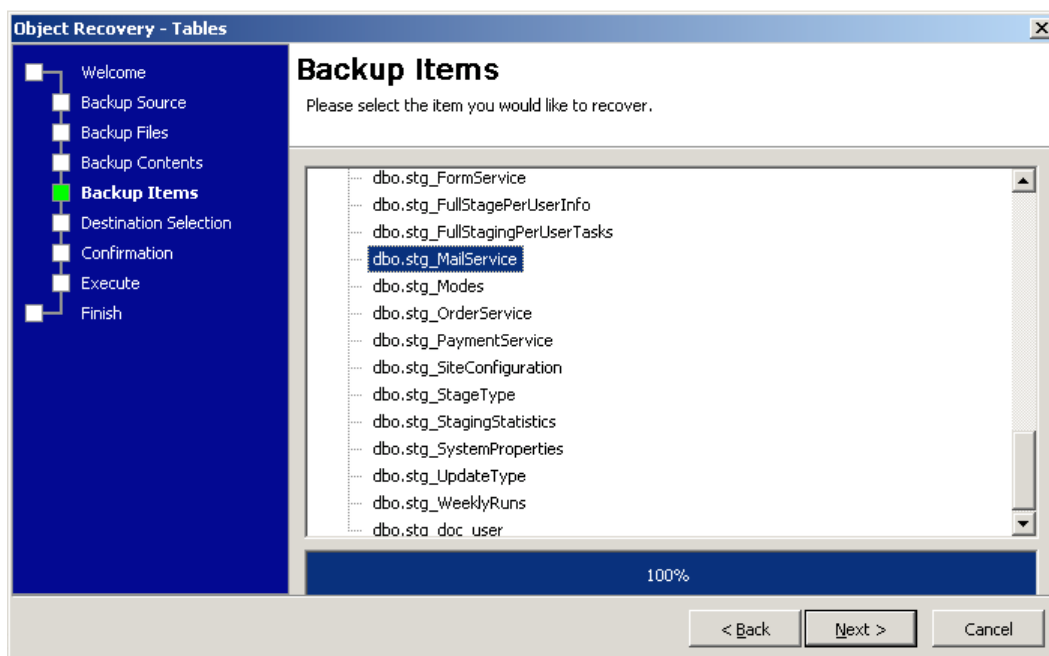 Object Recovery - Tables
Welcome
Backup Source
Backup Files
Backup Contents
Backup Items
Destination Selection
Confirmation
Execute
Finish
Backup Items
Please select the item you would like to recover.
dbo.stg_FormService
dbo.stg_FullStagePerUserInfo
dbo.stg_FullStagingPerUserTasks
dbo.stg_MailService
dbo.stg_Modes
dbo.stg_OrderService
dbo.stg_PaymentService
dbo.stg_SiteConfiguration
dbo.stg_StageType
dbo.stg_StagingStatistics
dbo.stg_SystemProperties
dbo.stg_UpdateType
dbo.stg_WeeklyRuns
dbo.stg_doc_user
100%
< Back
Next >
Cancel